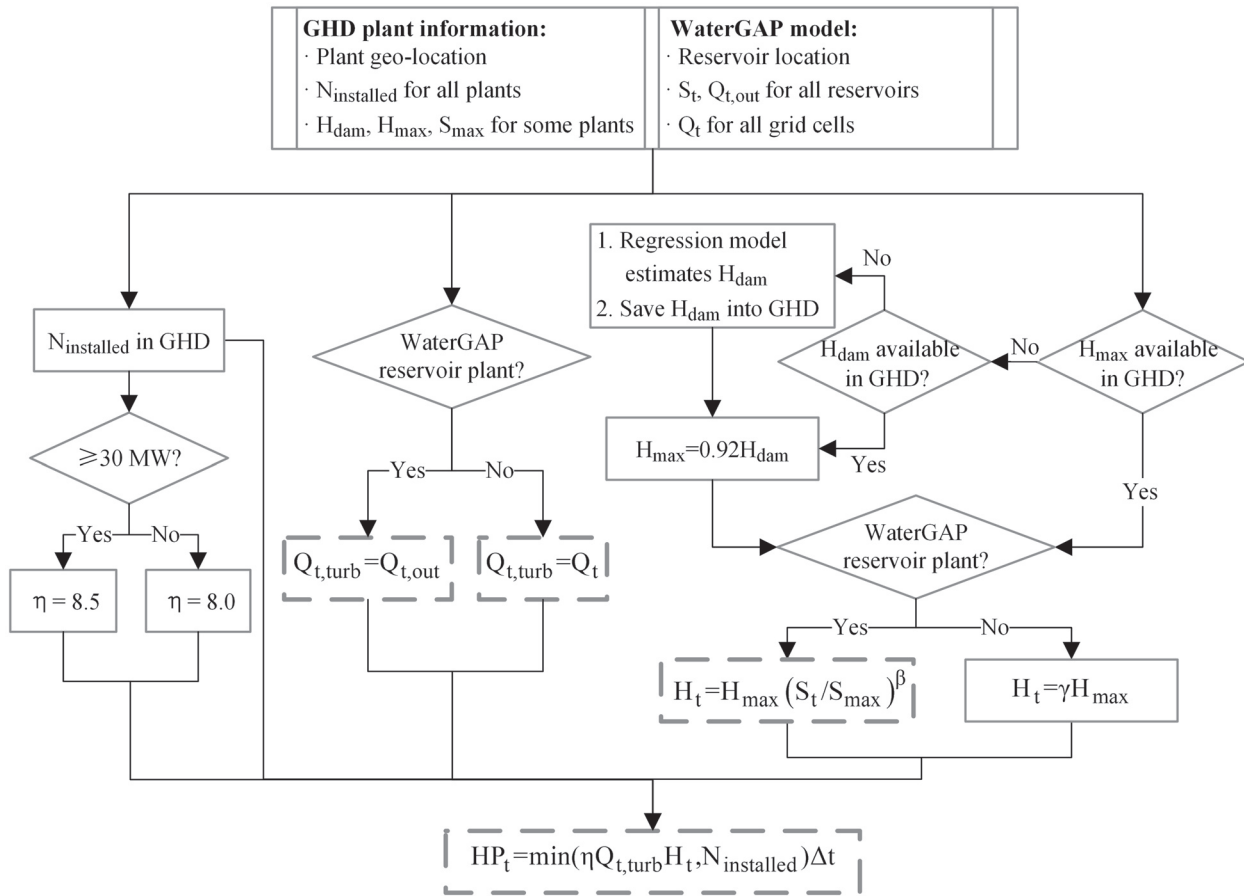 GHD plant information:
· Plant geo-location
· N_installed for all plants
· H_dam, H_max, S_max for some plants
WaterGAP model:
· Reservoir location
· S_t, Q_t,out for all reservoirs
· Q_t for all grid cells
N_installed in GHD
≥30 MW?
Yes
No
η = 8.5
η = 8.0
WaterGAP
reservoir plant?
Yes
No
Q_t,turb=Q_t,out
Q_t,turb=Q_t
1. Regression model
estimates H_dam
2. Save H_dam into GHD
No
H_dam available
in GHD?
No
H_max available
in GHD?
H_max=0.92H_dam
Yes
Yes
WaterGAP
reservoir plant?
Yes
No
H_t=H_max(S_t/S_max)^β
H_t=γH_max
HP_t=min(ηQ_t,turbH_t,N_installed)Δt